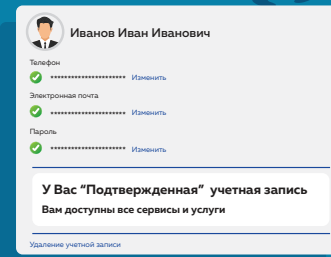 Иванов Иван Иванович
Телефон
********************** Изменить
Электронная почта
********************** Изменить
Пароль
********************** Изменить
У Вас “Подтвержденная” учетная запись
Вам доступны все сервисы и услуги
Удаление учетной записи